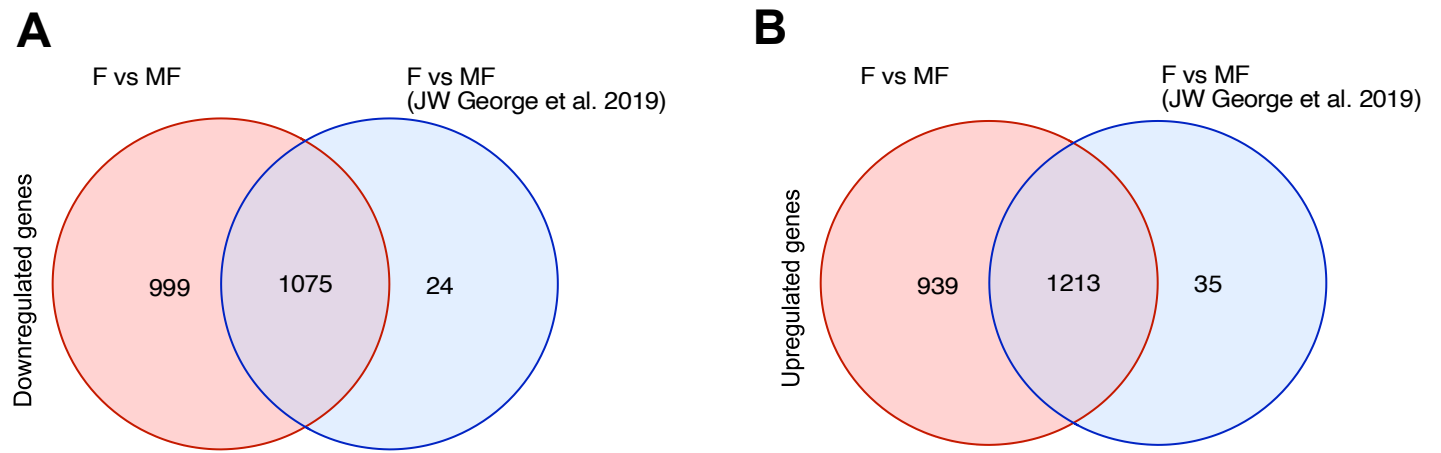 A
F vs MF
F vs MF
(JW George et al. 2019)
Downregulated genes
999
1075
24
B
F vs MF
F vs MF
(JW George et al. 2019)
Upregulated genes
939
1213
35